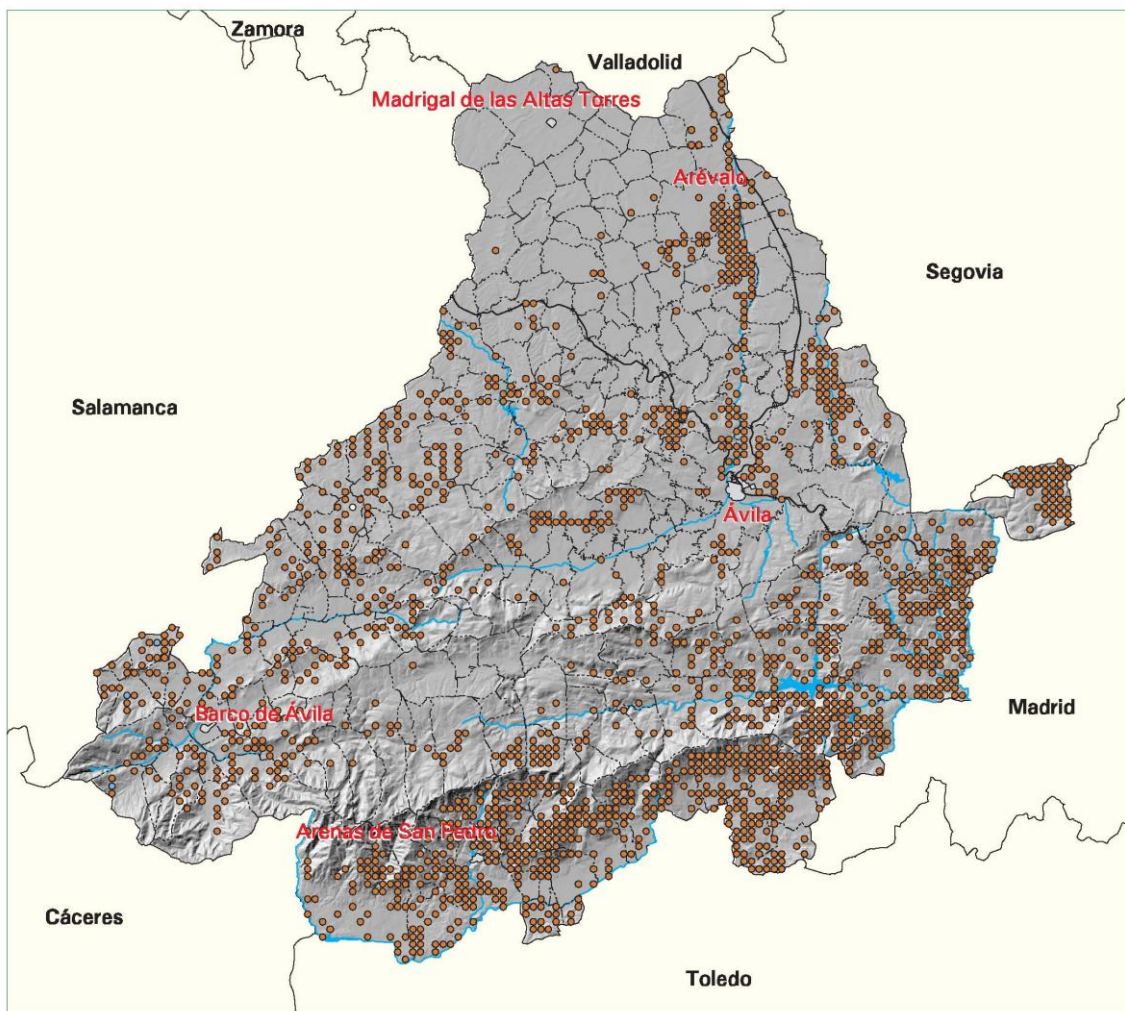 Zamora
Valladolid
Madrigal de las Altas Torres
Arévalo
Segovia
Salamanca
Ávila
Barco de Ávila
Madrid
Arenas de San Pedro
Cáceres
Toledo